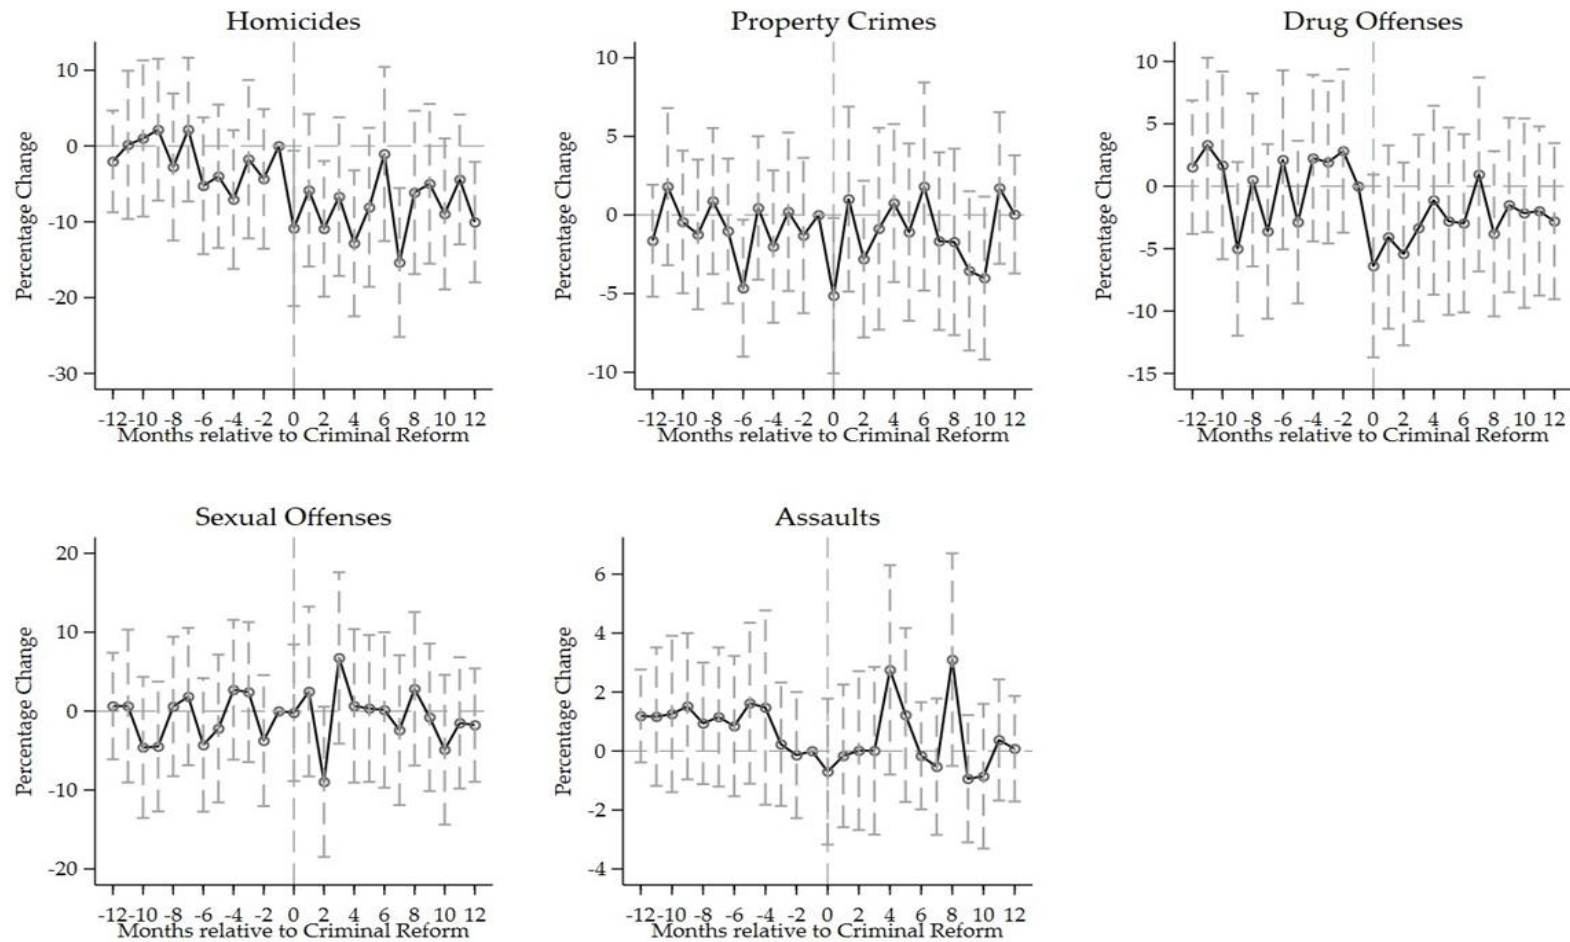 Homicides
Percentage Change
10
0
-10
-20
-30
-12 -10 -8 -6 -4 -2 0 2 4 6 8 10 12
Months relative to Criminal Reform
Property Crimes
Percentage Change
10
5
0
-5
-10
-12 -10 -8 -6 -4 -2 0 2 4 6 8 10 12
Months relative to Criminal Reform
Drug Offenses
Percentage Change
10
5
0
-5
-10
-15
-12 -10 -8 -6 -4 -2 0 2 4 6 8 10 12
Months relative to Criminal Reform
Sexual Offenses
Percentage Change
20
10
0
-10
-20
-12 -10 -8 -6 -4 -2 0 2 4 6 8 10 12
Months relative to Criminal Reform
Assaults
Percentage Change
6
4
2
0
-2
-4
-12 -10 -8 -6 -4 -2 0 2 4 6 8 10 12
Months relative to Criminal Reform